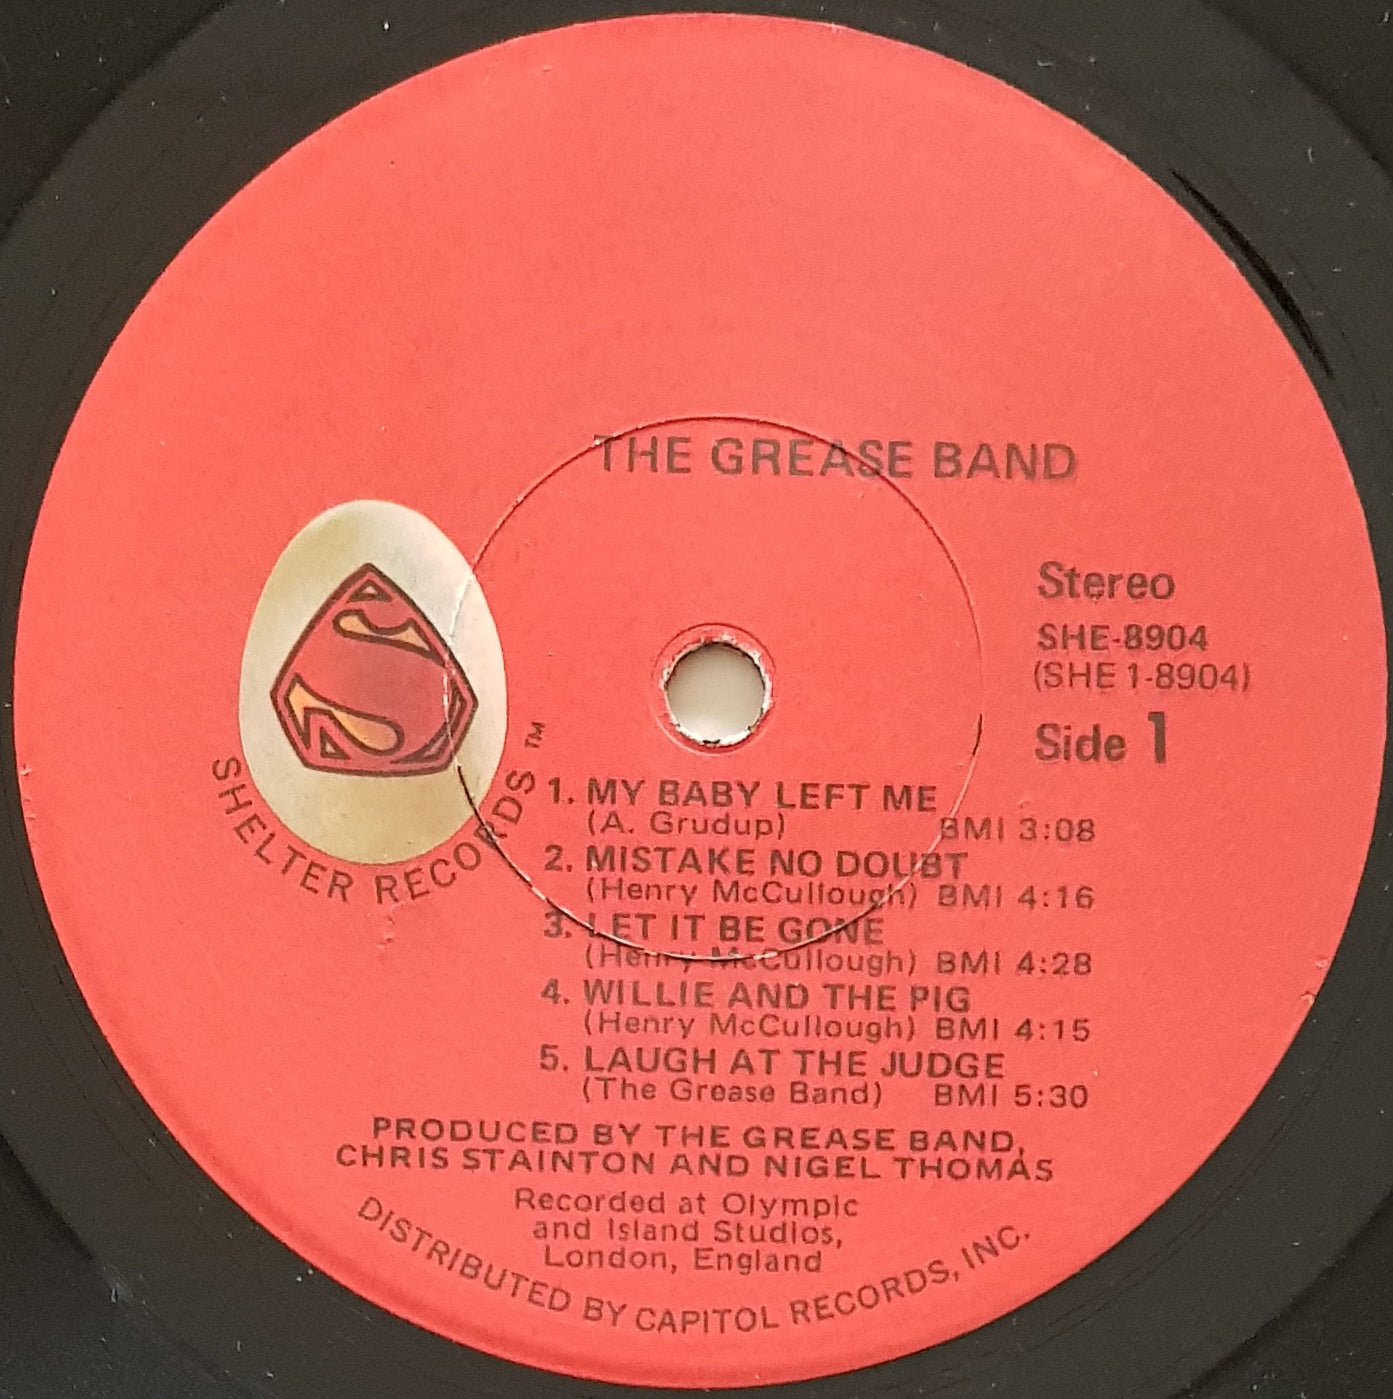 THE GREASE BAND
Stereo
SHE-8904
(SHE 1-8904)
Side 1
SHELTER RECORDS™
1. MY BABY LEFT ME
(A. Grudup) BMI 3:08
2. MISTAKE NO DOUBT
(Henry McCullough) BMI 4:16
3. LET IT BE GONE
(Henry McCullough) BMI 4:28
4. WILLIE AND THE PIG
(Henry McCullough) BMI 4:15
5. LAUGH AT THE JUDGE
(The Grease Band) BMI 5:30
PRODUCED BY THE GREASE BAND,
CHRIS STAINTON AND NIGEL THOMAS
Recorded at Olympic
and Island Studios,
London, England
DISTRIBUTED BY CAPITOL RECORDS, INC.